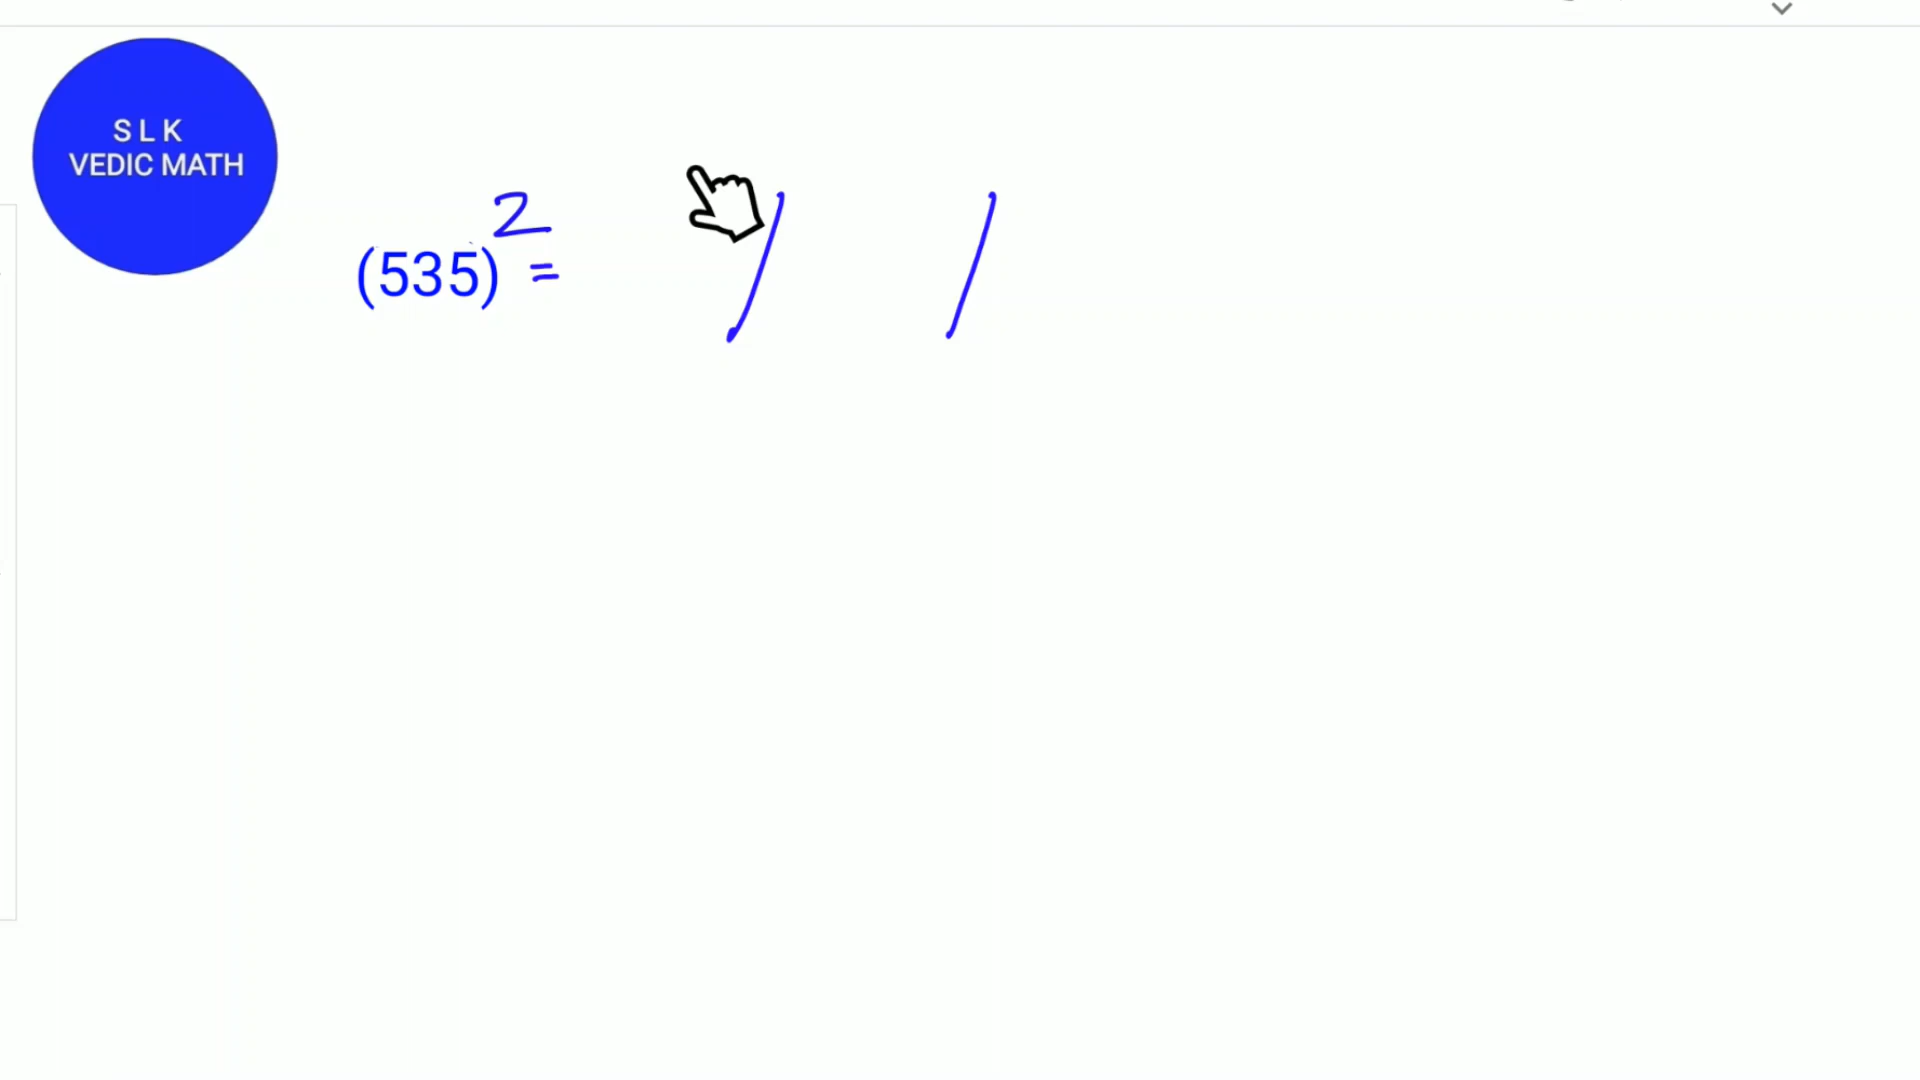 S L K
VEDIC MATH
(535)² = / /